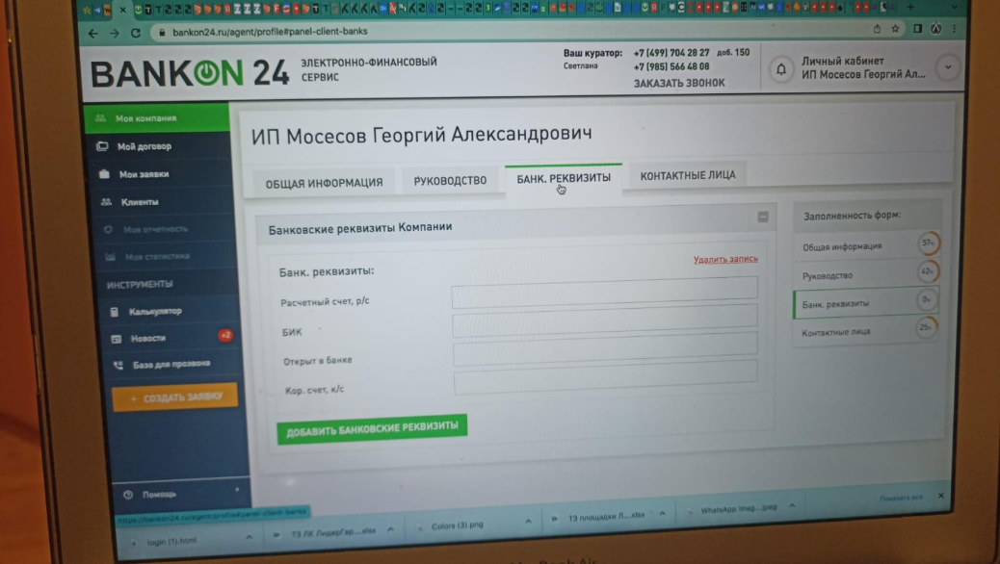 bankon24.ru/agent/profile#panel-client-banks
BANKON 24
ЭЛЕКТРОННО-ФИНАНСОВЫЙ
СЕРВИС
Ваш куратор:
Светлана
+7 (499) 704 28 27 доб. 150
+7 (985) 566 48 08
ЗАКАЗАТЬ ЗВОНОК
Личный кабинет
ИП Мосесов Георгий Ал...
Моя компания
Мой договор
Мои заявки
Клиенты
Моя отчетность
Моя статистика
ИНСТРУМЕНТЫ
Калькулятор
Новости
+2
База для прозвона
+ СОЗДАТЬ ЗАЯВКУ
Помощь
ИП Мосесов Георгий Александрович
ОБЩАЯ ИНФОРМАЦИЯ
РУКОВОДСТВО
БАНК. РЕКВИЗИТЫ
КОНТАКТНЫЕ ЛИЦА
Банковские реквизиты Компании
Банк. реквизиты:
Удалить запись
Расчетный счет, р/с
БИК
Открыт в банке
Кор. счет, к/с
ДОБАВИТЬ БАНКОВСКИЕ РЕКВИЗИТЫ
Заполненность форм:
Общая информация
57%
Руководство
42%
Банк. реквизиты
0%
Контактные лица
25%
https://bankon24.ru/agent/profile#panel-client-banks
login (1).html
ТЗ ЛК ЛидерГар....xlsx
Colors (3).png
ТЗ площадки Л....xlsx
WhatsApp Imag....jpeg
Показать все